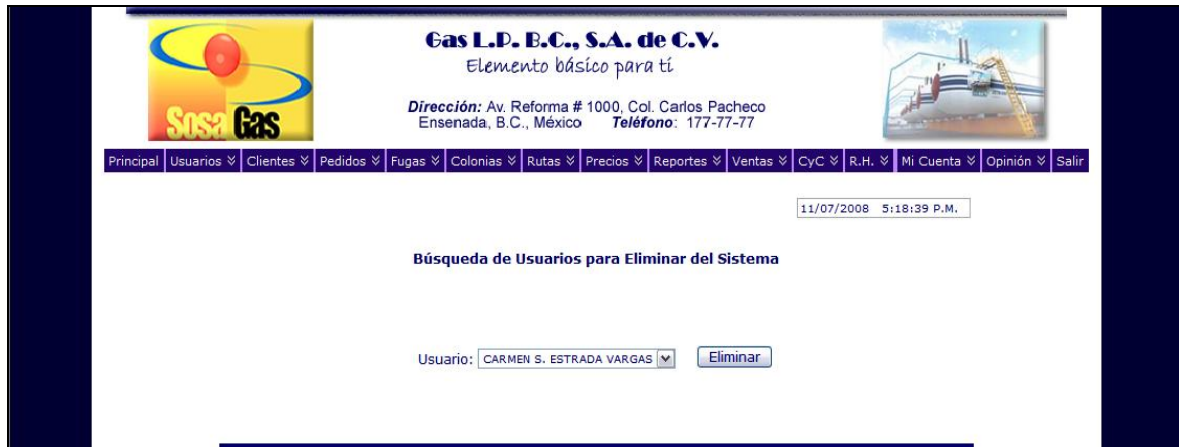 Sosa Gas
Gas L.P. B.C., S.A. de C.V.
Elemento básico para tí
Dirección: Av. Reforma # 1000, Col. Carlos Pacheco
Ensenada, B.C., México Teléfono: 177-77-77
Principal Usuarios Clientes Pedidos Fugas Colonias Rutas Precios Reportes Ventas CyC R.H. Mi Cuenta Opinión Salir
11/07/2008 5:18:39 P.M.
Búsqueda de Usuarios para Eliminar del Sistema
Usuario: CARMEN S. ESTRADA VARGAS Eliminar